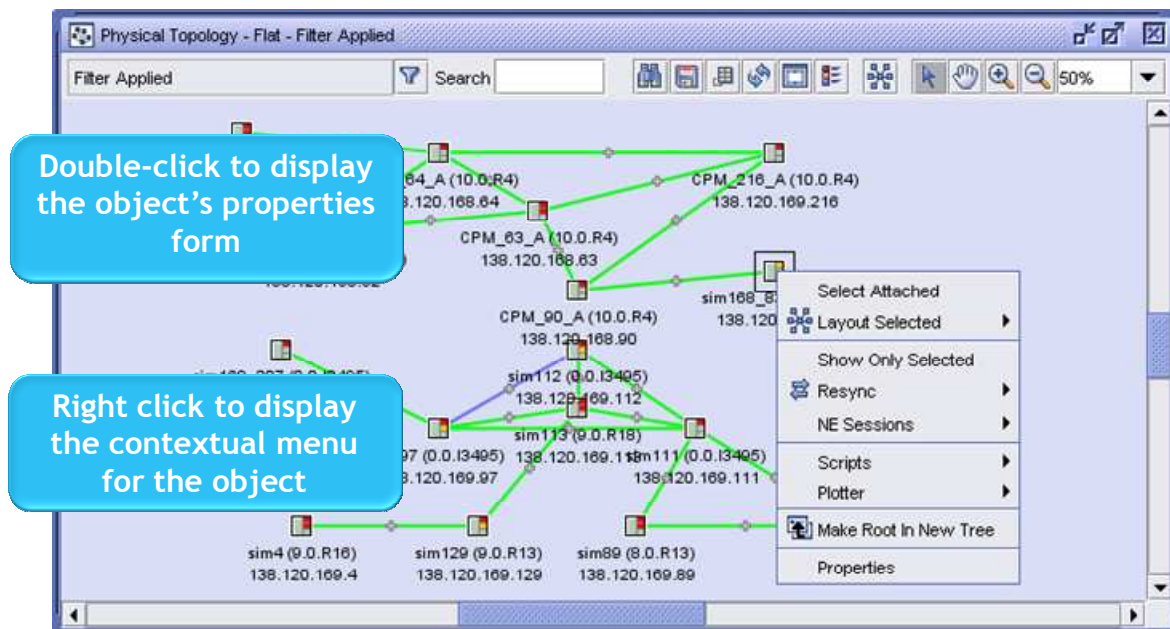 Physical Topology - Flat - Filter Applied
Filter Applied
Search
50%
Double-click to display
the object's properties
form
64_A (10.0.R4)
138.120.168.64
CPM_216_A (10.0.R4)
138.120.169.216
CPM_63_A (10.0.R4)
138.120.168.63
CPM_90_A (10.0.R4)
138.120.168.90
sim168_8
138.120
Select Attached
Layout Selected
Show Only Selected
Resync
NE Sessions
Scripts
Plotter
Make Root In New Tree
Properties
Right click to display
the contextual menu
for the object
sim112 (0.0.I3495)
138.120.169.112
sim113 (9.0.R18)
97 (0.0.I3495)
.120.169.97
sim111 (0.0.I3495)
138.120.169.111
sim4 (9.0.R16)
138.120.169.4
sim129 (9.0.R13)
138.120.169.129
sim89 (8.0.R13)
138.120.169.89